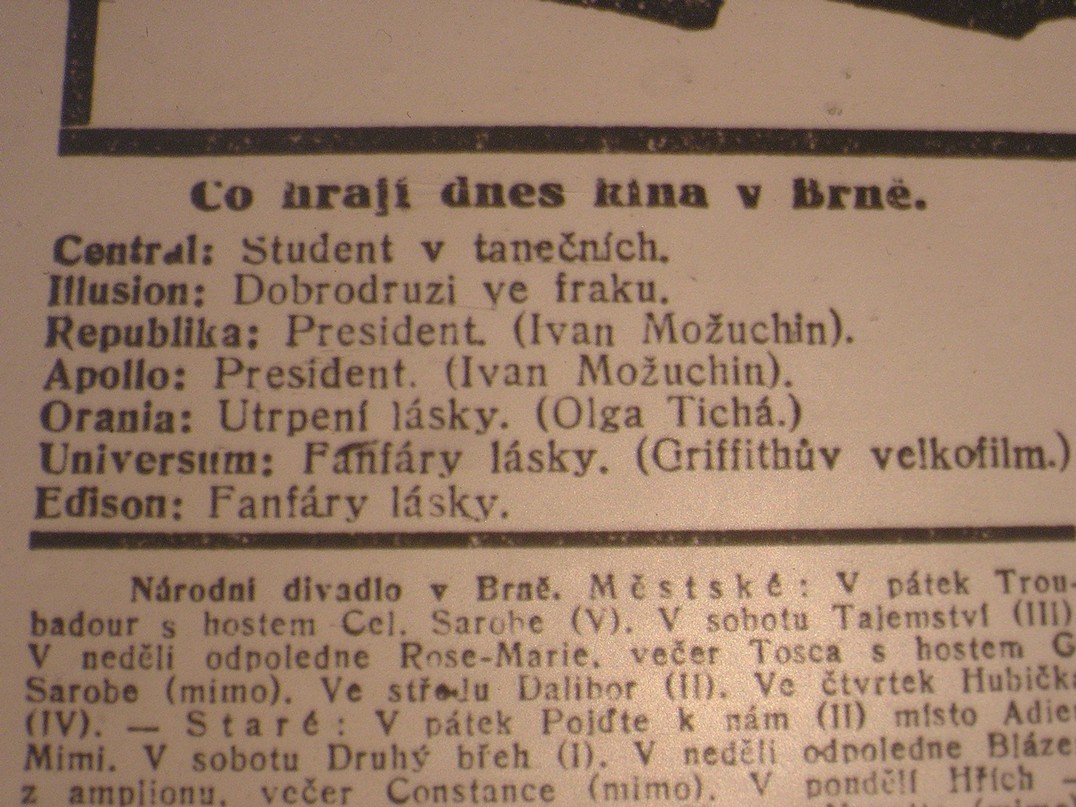 Co hrají dnes kina v Brně.
Central: Student v tanečních.
Illusion: Dobrodruzi ve fraku.
Republika: President. (Ivan Možuchin).
Apollo: President. (Ivan Možuchin).
Orania: Utrpení lásky. (Olga Tichá.)
Universum: Fanfáry lásky. (Griffithův velkofilm.)
Edison: Fanfáry lásky.
Národní divadlo v Brně. Městské: V pátek Trou-
badour s hostem Cel. Sarobe (V). V sobotu Tajemství (III)
V neděli odpoledne Rose-Marie, večer Tosca s hostem
Sarobe (mimo). Ve středu Dalibor (II). Ve čtvrtek Hubička
(IV). — Staré: V pátek Pojďte k nám (II) místo Adieu
Mimi. V sobotu Druhý břeh (I). V neděli odpoledne Blázen
z amplionu, večer Constance (mimo). V pondělí Hřích —